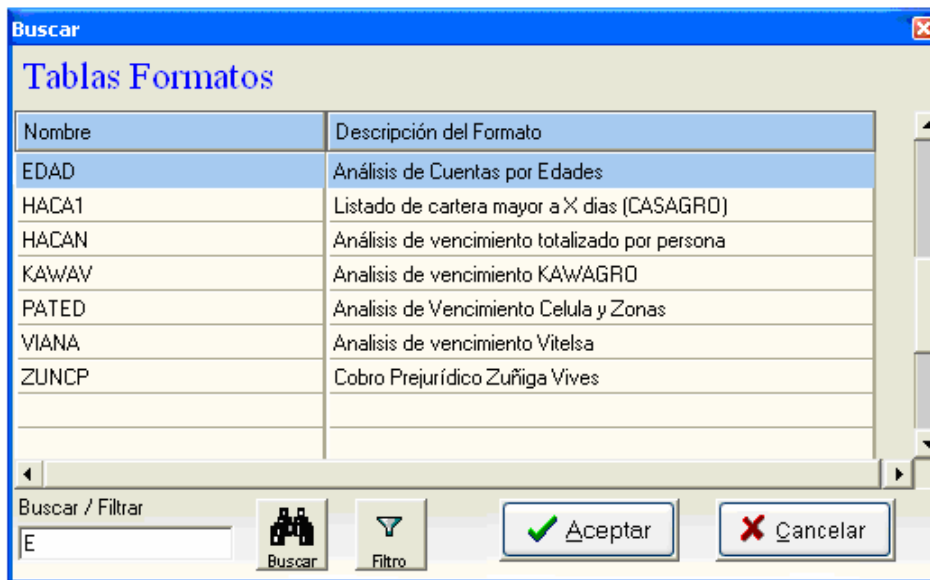 Buscar
Tablas Formatos
Nombre Descripción del Formato
EDAD Análisis de Cuentas por Edades
HACA1 Listado de cartera mayor a X dias (CASAGRO)
HACAN Análisis de vencimiento totalizado por persona
KAWAV Analisis de vencimiento KAWAGRO
PATED Analisis de Vencimiento Celula y Zonas
VIANA Analisis de vencimiento Vitelsa
ZUNCP Cobro Prejurídico Zuñiga Vives
Buscar / Filtrar
E
Buscar
Filtro
Aceptar
Cancelar